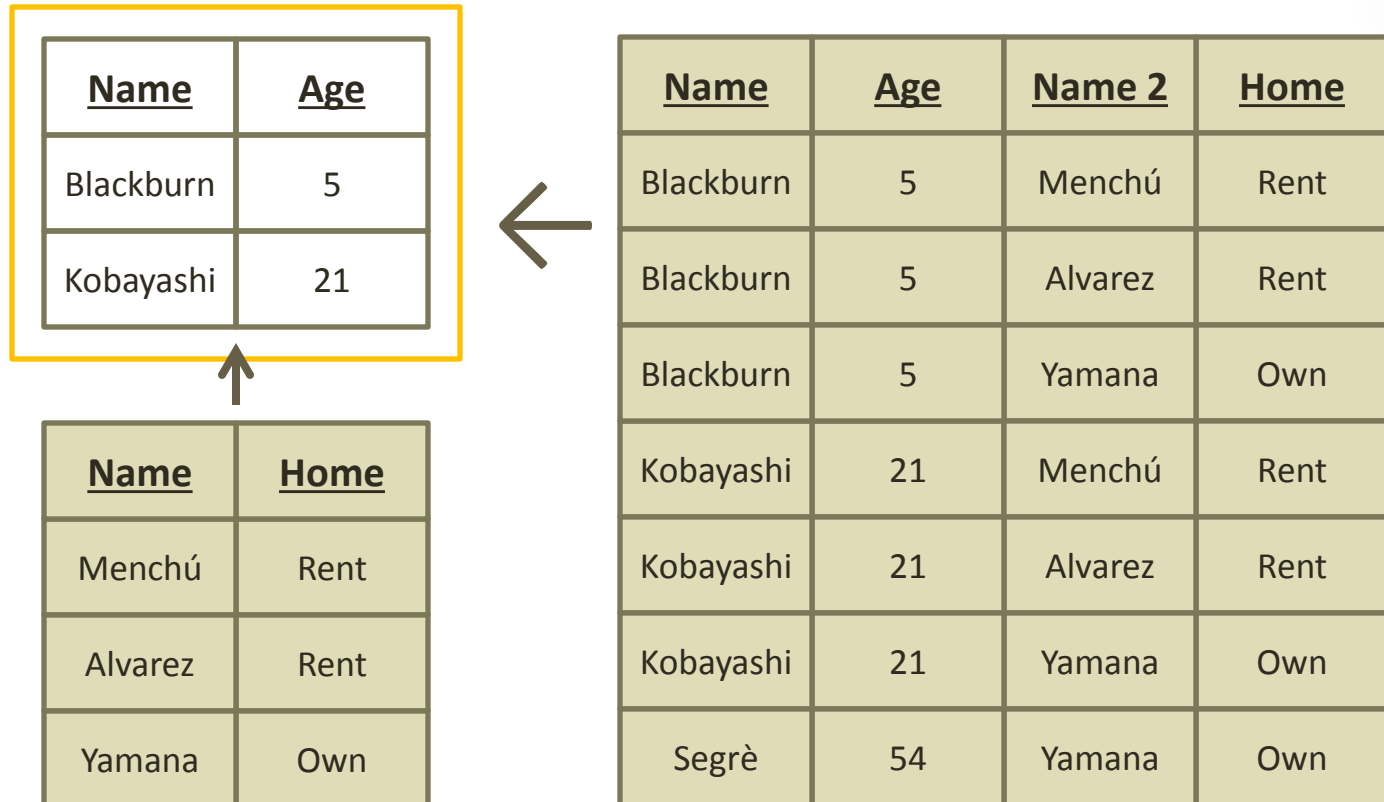 Name Age
Blackburn 5
Kobayashi 21
Name Home
Menchú Rent
Alvarez Rent
Yamana Own
Name Age Name 2 Home
Blackburn 5 Menchú Rent
Blackburn 5 Alvarez Rent
Blackburn 5 Yamana Own
Kobayashi 21 Menchú Rent
Kobayashi 21 Alvarez Rent
Kobayashi 21 Yamana Own
Segrè 54 Yamana Own